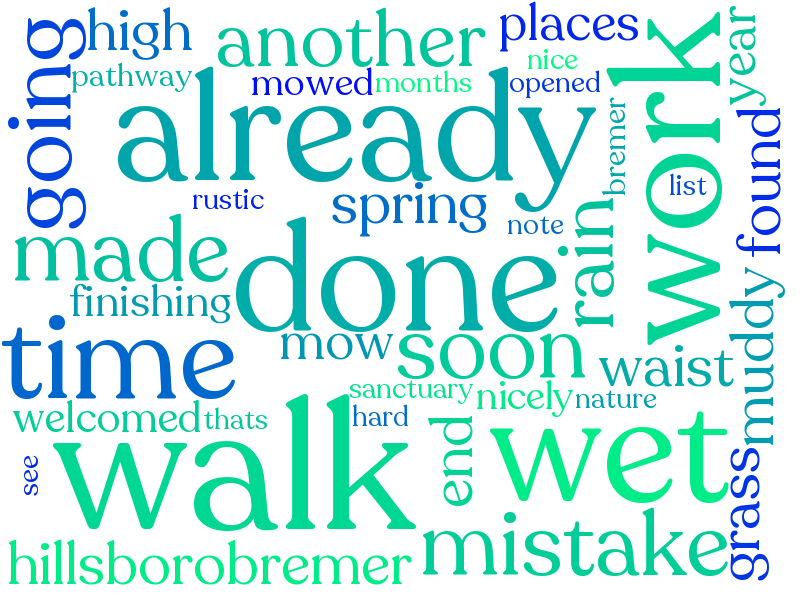 going
high
another
places
work
year
pathway
mowed
months
nice
opened
already
bremer
list
found
rustic
spring
note
made
done
rain
finishing
time
mow
soon
waist
muddy
welcomed
thats
sanctuary
nicely
nature
hard
see
walk
end
wet
grass
mistake
hillsborobremer